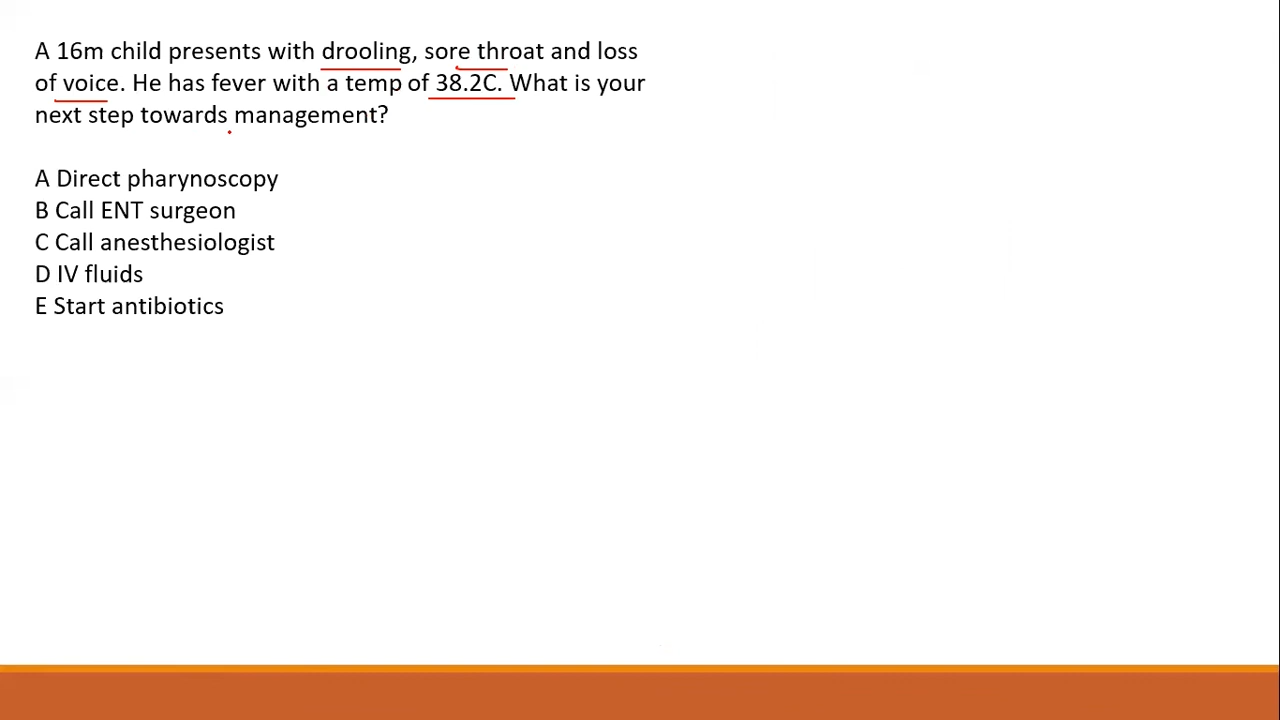 A 16m child presents with drooling, sore throat and loss
of voice. He has fever with a temp of 38.2C. What is your
next step towards management?
A Direct pharynoscopy
B Call ENT surgeon
C Call anesthesiologist
D IV fluids
E Start antibiotics